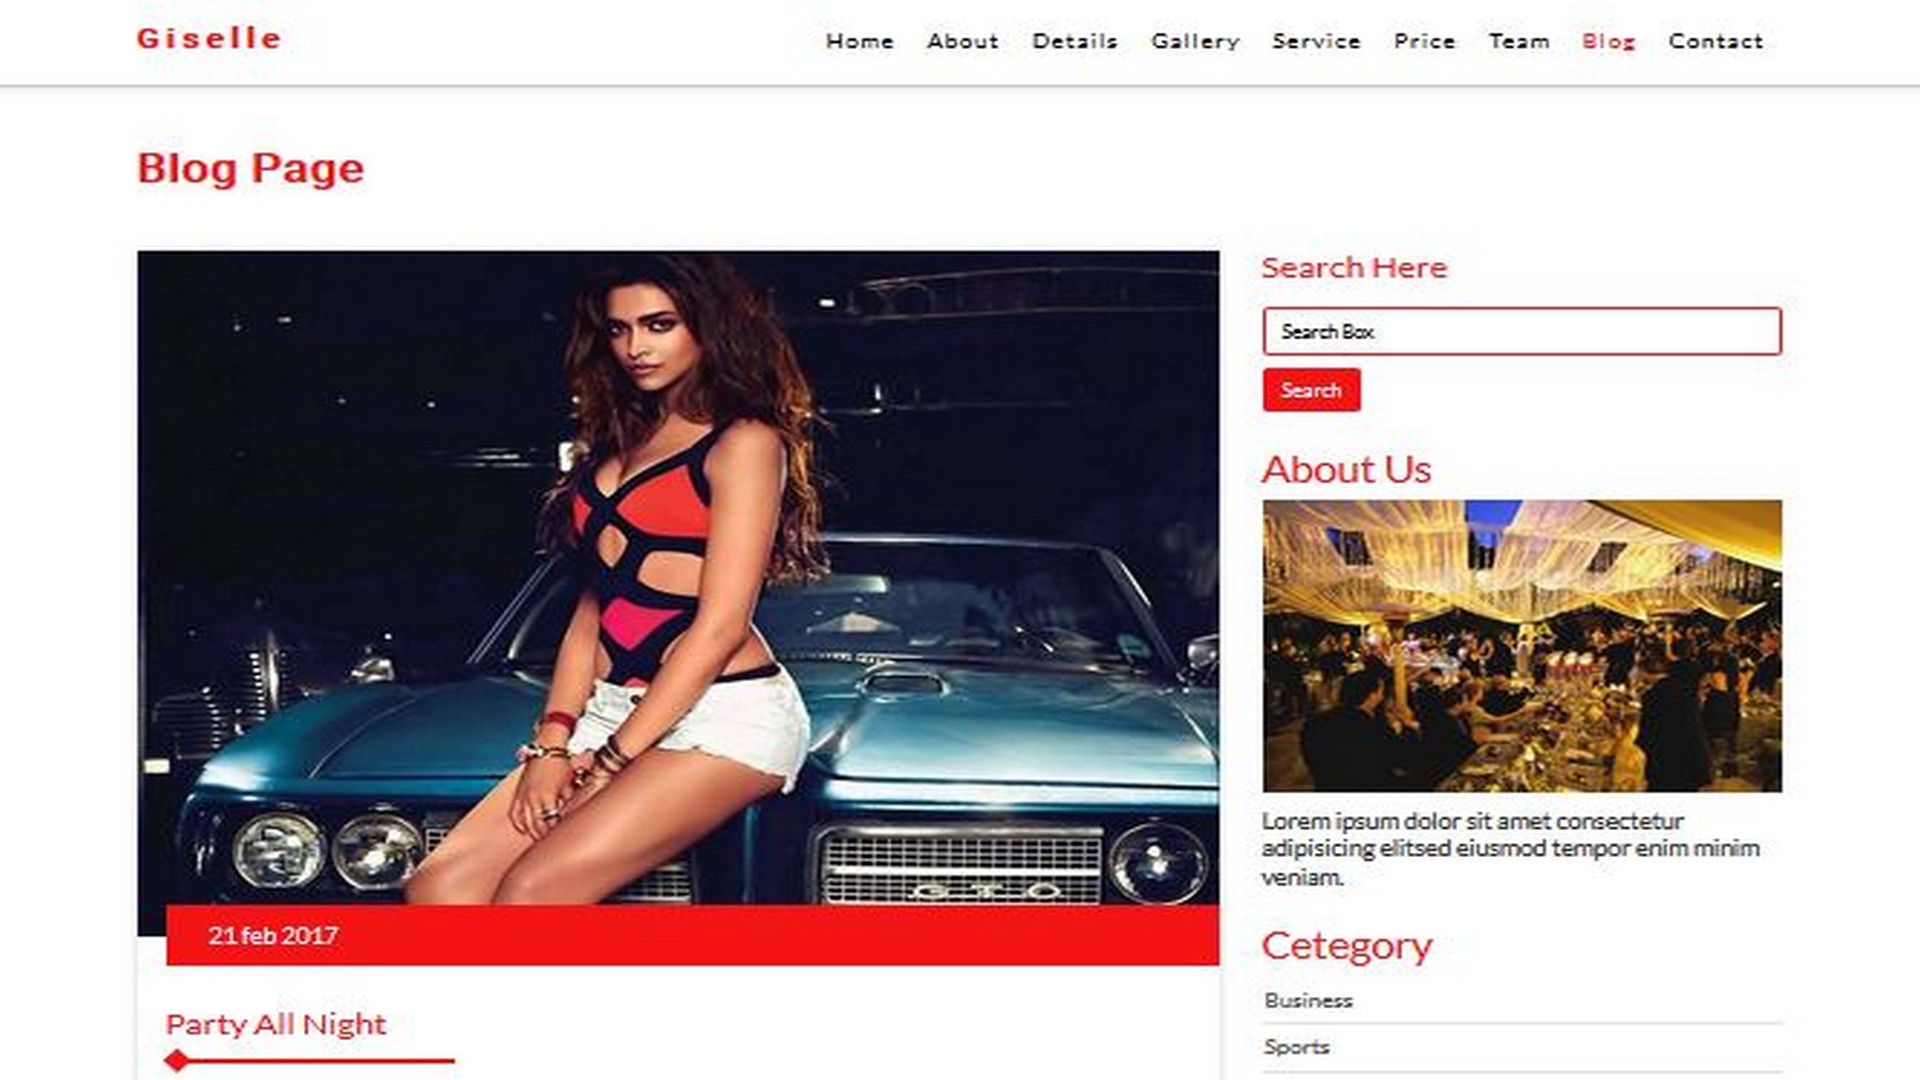 Giselle
Home About Details Gallery Service Price Team Blog Contact
Blog Page
GTO
21 feb 2017
Party All Night
Search Here
Search Box
Search
About Us
Lorem ipsum dolor sit amet consectetur
adipisicing elitsed eiusmod tempor enim minim
veniam.
Cetegory
Business
Sports